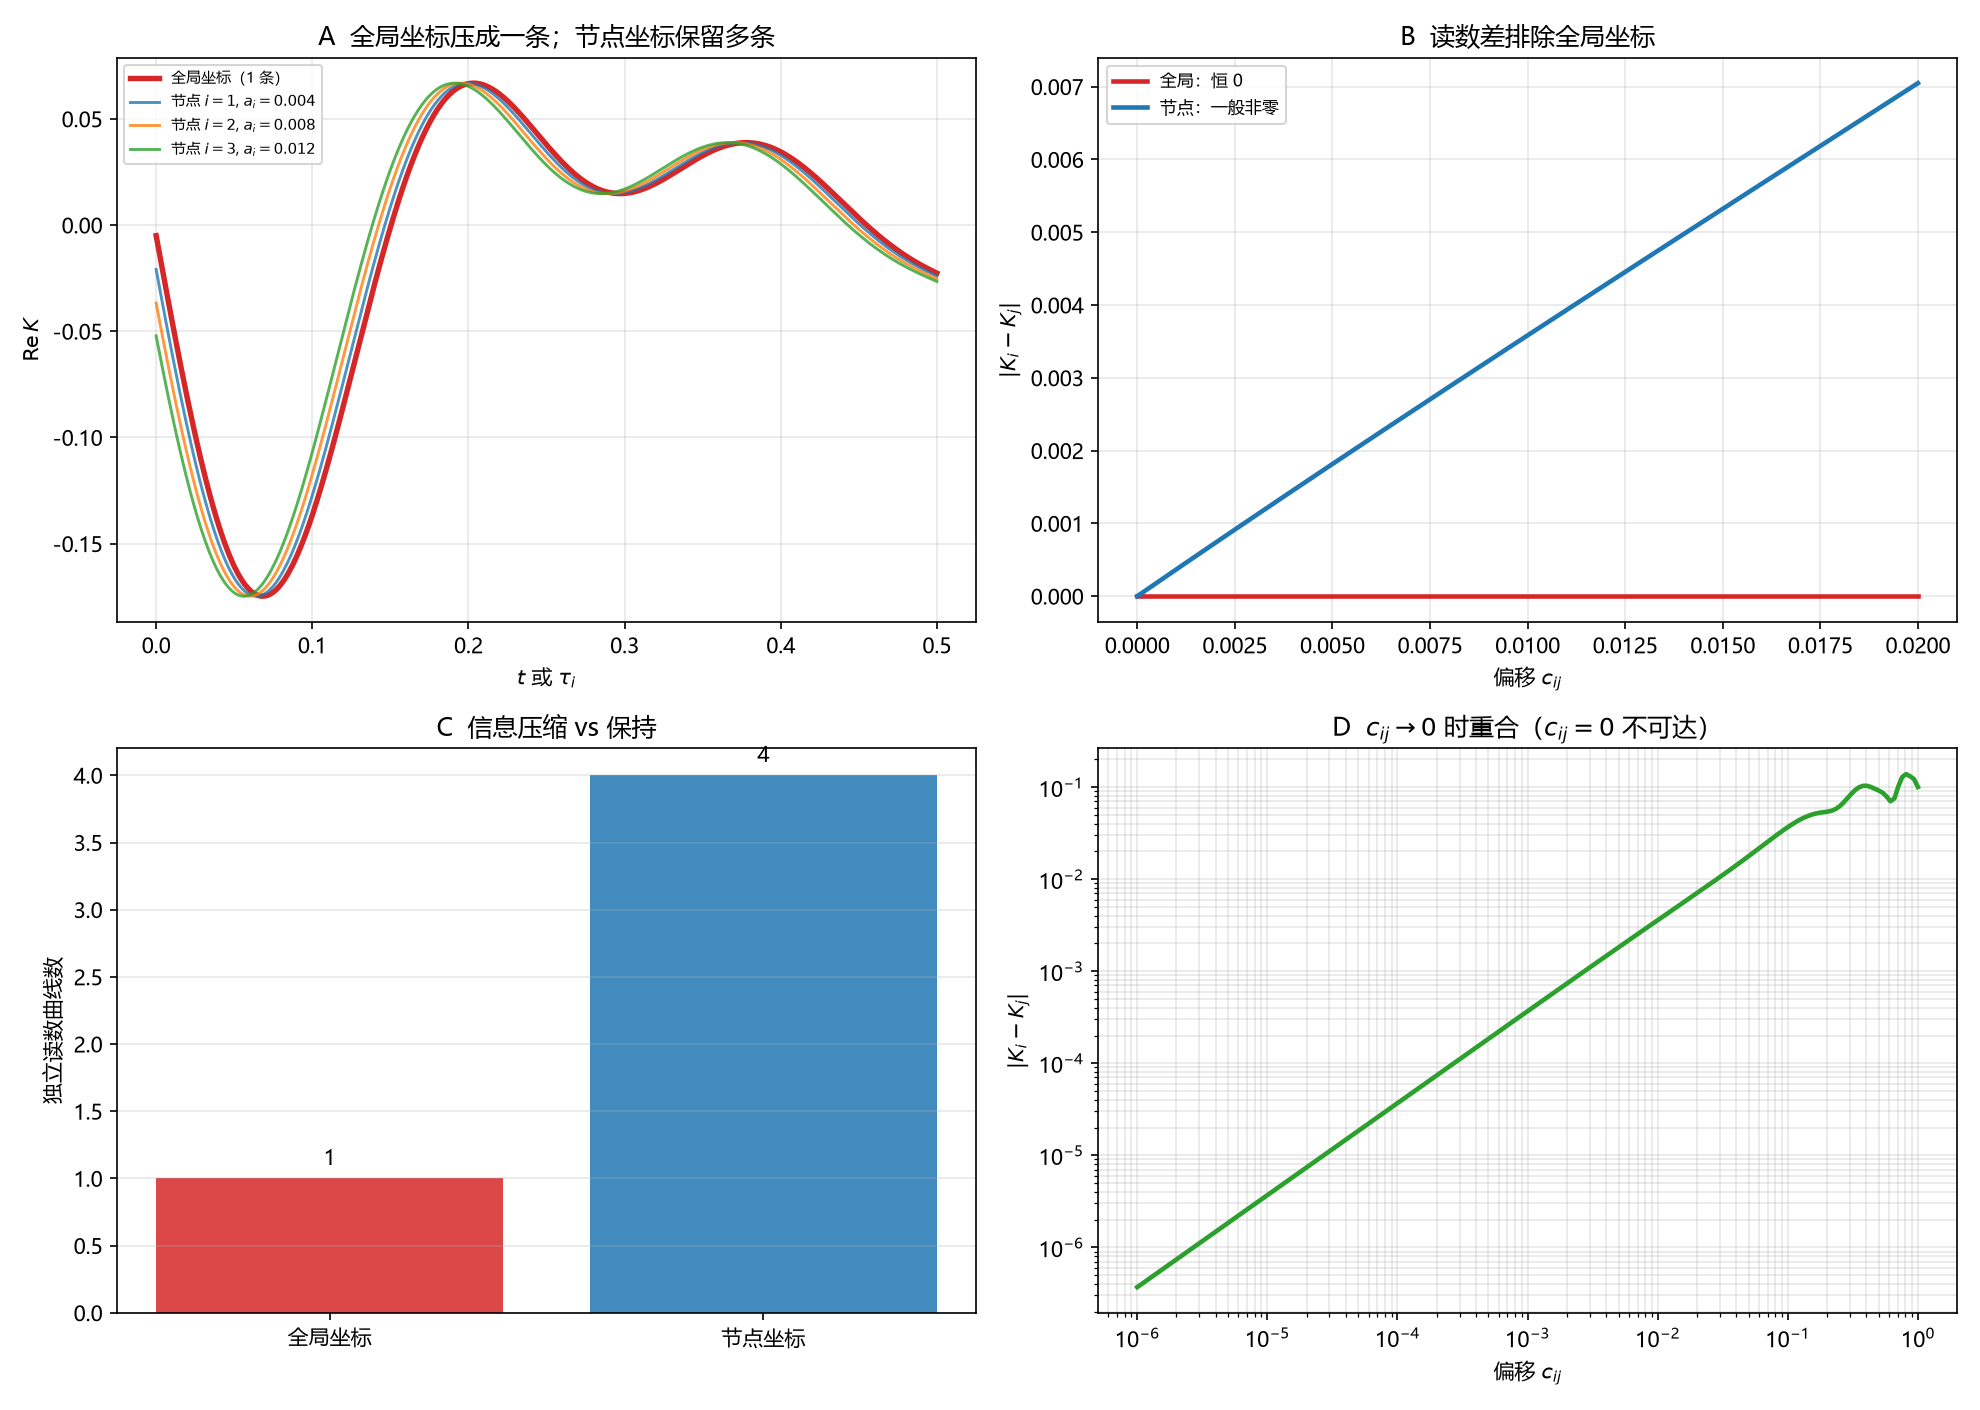 A 全局坐标压成一条；节点坐标保留多条
全局坐标（1 条）
节点 i = 1, a_i = 0.004
节点 i = 2, a_i = 0.008
节点 i = 3, a_i = 0.012
0.05
0.00
-0.05
-0.10
-0.15
Re K
0.0 0.1 0.2 0.3 0.4 0.5
t 或 τ_i
B 读数差排除全局坐标
全局：恒 0
节点：一般非零
0.007
0.006
0.005
0.004
0.003
0.002
0.001
0.000
|K_i − K_j|
0.0000 0.0025 0.0050 0.0075 0.0100 0.0125 0.0150 0.0175 0.0200
偏移 c_ij
C 信息压缩 vs 保持
4
1
4.0
3.5
3.0
2.5
2.0
1.5
1.0
0.5
0.0
独立读数曲线数
全局坐标 节点坐标
D c_ij → 0 时重合（c_ij = 0 不可达）
10^−1
10^−2
10^−3
10^−4
10^−5
10^−6
|K_i − K_j|
10^−6 10^−5 10^−4 10^−3 10^−2 10^−1 10^0
偏移 c_ij